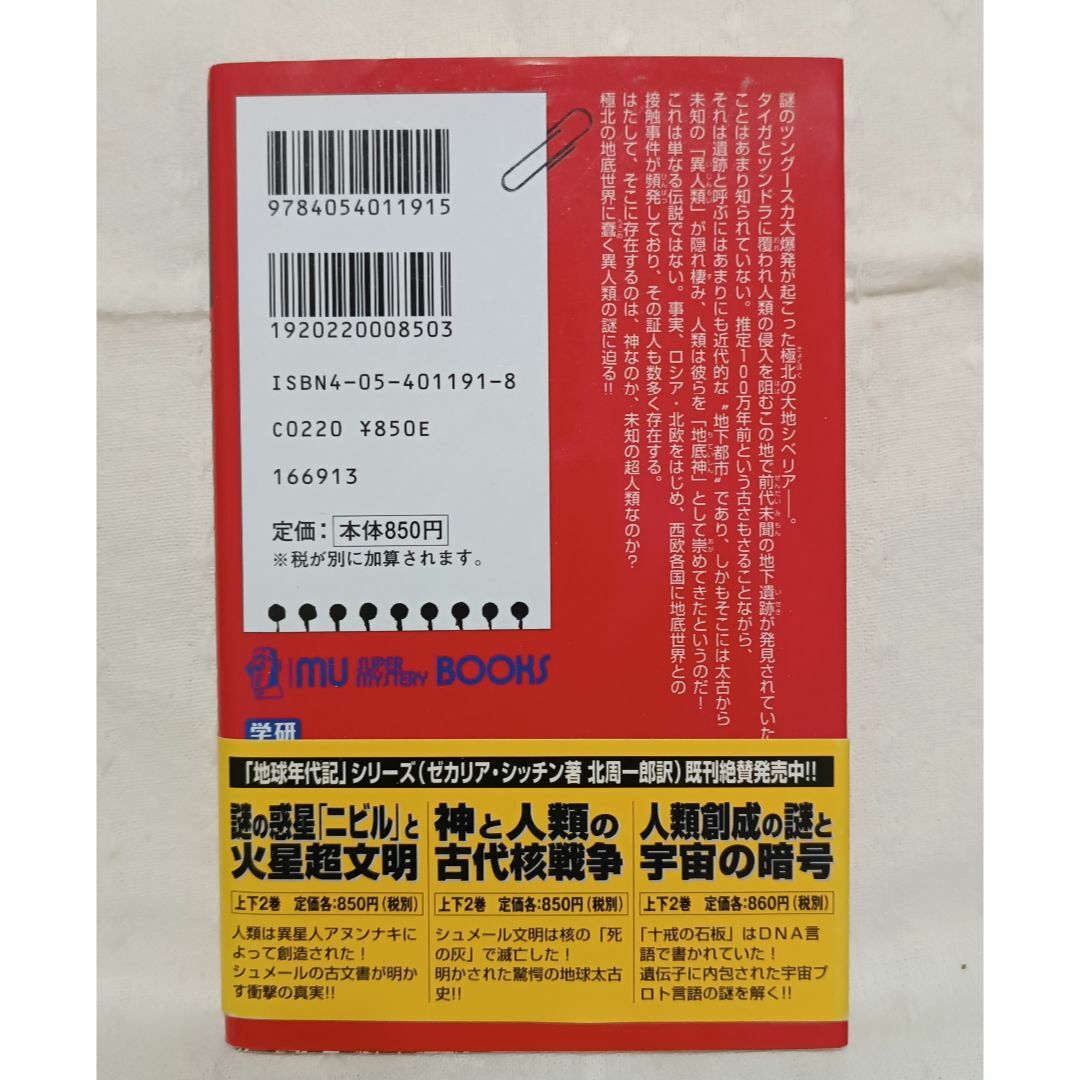 謎のツングースカ大爆発が起こった極北の大地シベリア――。
タイガとツンドラに覆われ人類の侵入を阻むこの地で前代未聞の地下遺跡が発見されていた
ことはあまり知られていない。推定100万年前という古さもさることながら、
それは遺跡と呼ぶにはあまりにも近代的な〝地下都市〟であり、しかもそこには太古から
未知の「異人類」が隠れ棲み、人類は彼らを「地底神」として崇めてきたというのだ！
これは単なる伝説ではない。事実、ロシア・北欧をはじめ、西欧各国に地底世界との
接触事件が頻発しており、その証人も数多く存在する。
はたして、そこに存在するのは、神なのか、未知の超人類なのか？
極北の地底世界に蠢く異人類の謎に迫る!!
9784054011915
1920220008503
ISBN4-05-401191-8
C0220 ¥850E
166913
定価：本体850円
※税が別に加算されます。
MU SUPER MYSTERY BOOKS
学研
「地球年代記」シリーズ（ゼカリア・シッチン著 北周一郎訳）既刊絶賛発売中!!
謎の惑星「ニビル」と
火星超文明
上下2巻 定価各:850円（税別）
人類は異星人アヌンナキに
よって創造された！
シュメールの古文書が明か
す衝撃の真実!!
神と人類の
古代核戦争
上下2巻 定価各:850円（税別）
シュメール文明は核の「死
の灰」で滅亡した！
明かされた驚愕の地球太古
史!!
人類創成の謎と
宇宙の暗号
上下2巻 定価各:860円（税別）
「十戒の石板」はDNA言
語で書かれていた！
遺伝子に内包された宇宙プ
ロト言語の謎を解く!!